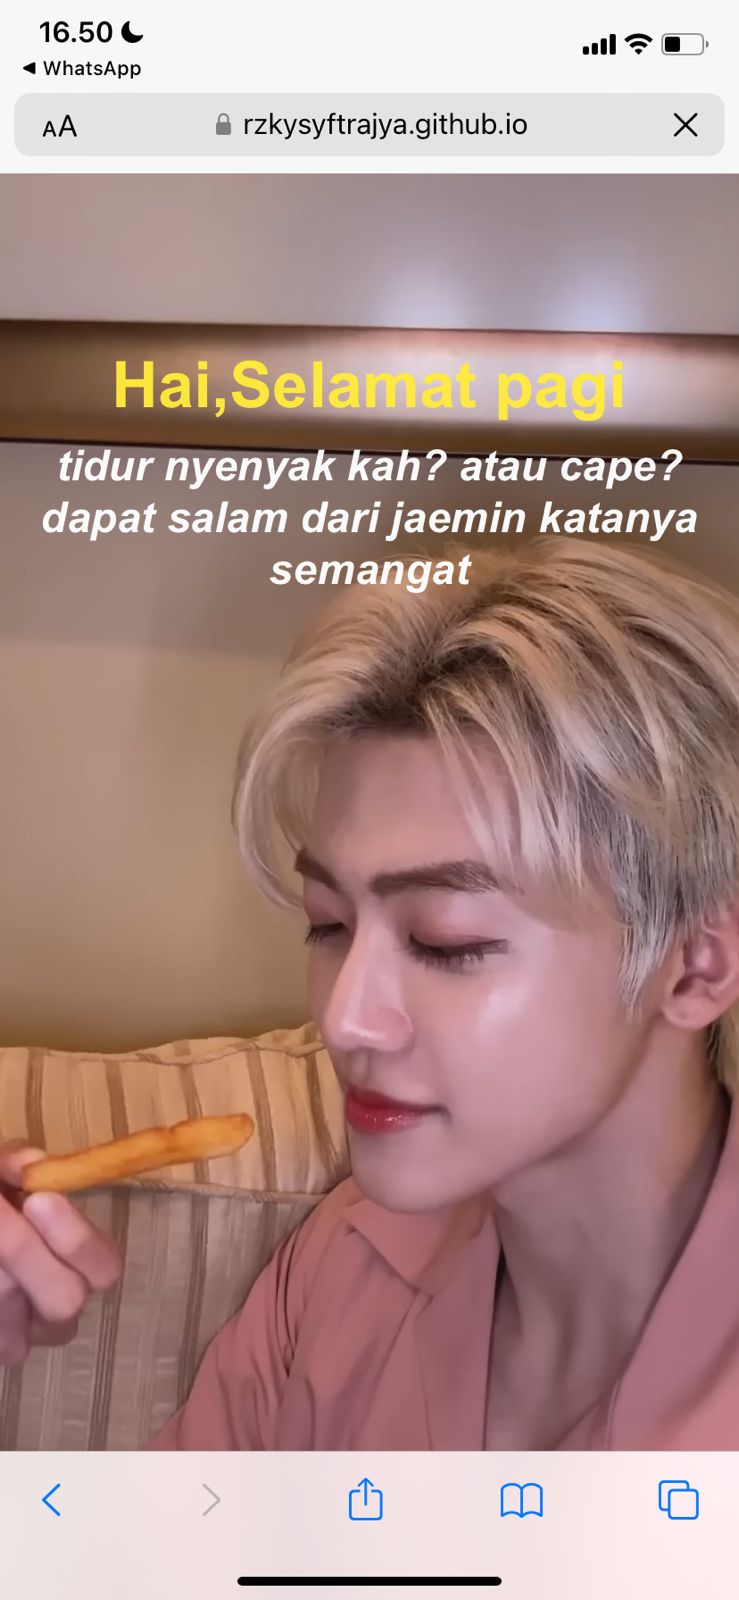 16.50
WhatsApp
AA
rzkysyftrajya.github.io
Hai,Selamat pagi
tidur nyenyak kah? atau cape?
dapat salam dari jaemin katanya
semangat